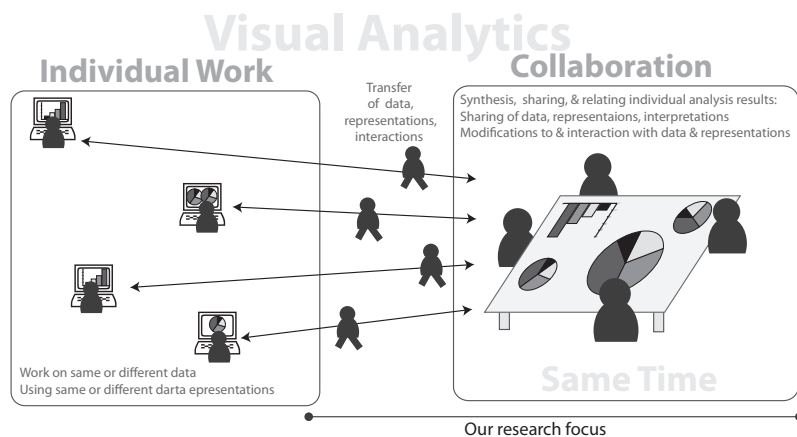 Visual Analytics
Individual Work
Work on same or different data
Using same or different darta epresentations
Transfer
of data,
representations,
interactions
Collaboration
Synthesis, sharing, & relating individual analysis results:
Sharing of data, representaions, interpretations
Modifications to & interaction with data & representations
Same Time
Our research focus